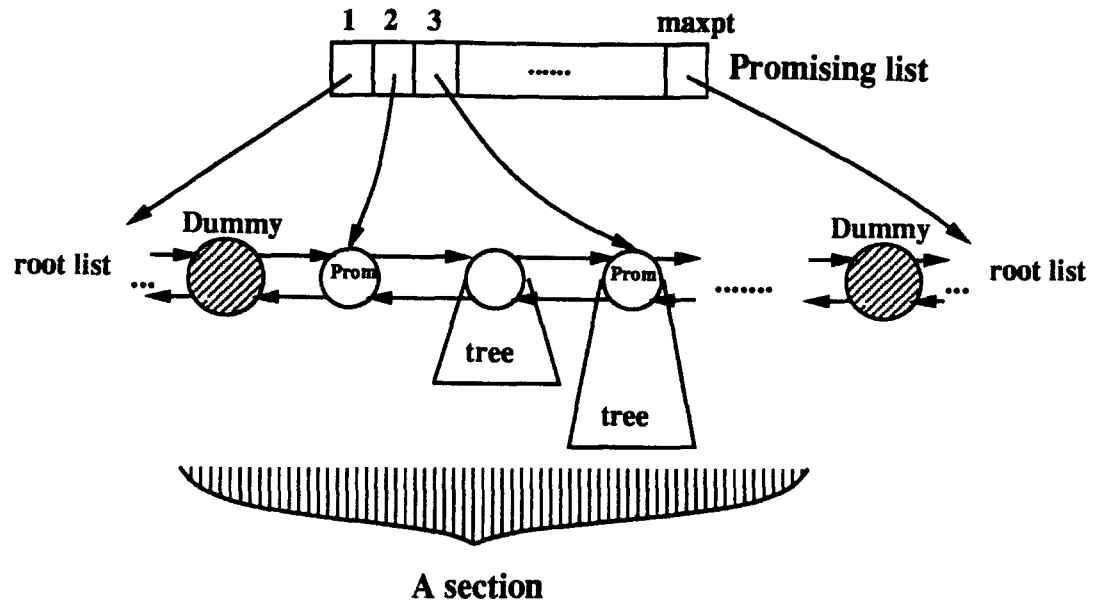 1 2 3 maxpt
...... Promising list
Dummy Dummy
root list ... Prom Prom ....... ... root list
tree
tree
A section